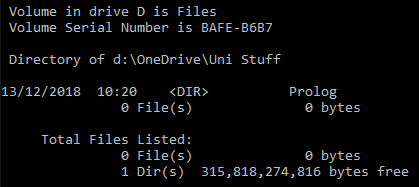 Volume in drive D is Files
Volume Serial Number is BAFE-B6B7
Directory of d:\OneDrive\Uni Stuff
13/12/2018 10:20 <DIR> Prolog
0 File(s) 0 bytes
Total Files Listed:
0 File(s) 0 bytes
1 Dir(s) 315,818,274,816 bytes free